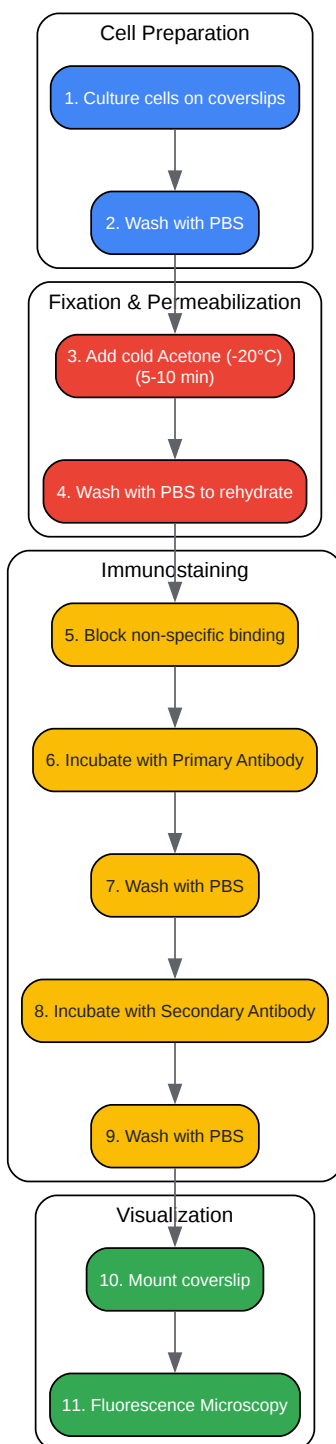 Cell Preparation
1. Culture cells on coverslips
2. Wash with PBS
Fixation & Permeabilization
3. Add cold Acetone (-20°C)
(5-10 min)
4. Wash with PBS to rehydrate
Immunostaining
5. Block non-specific binding
6. Incubate with Primary Antibody
7. Wash with PBS
8. Incubate with Secondary Antibody
9. Wash with PBS
Visualization
10. Mount coverslip
11. Fluorescence Microscopy